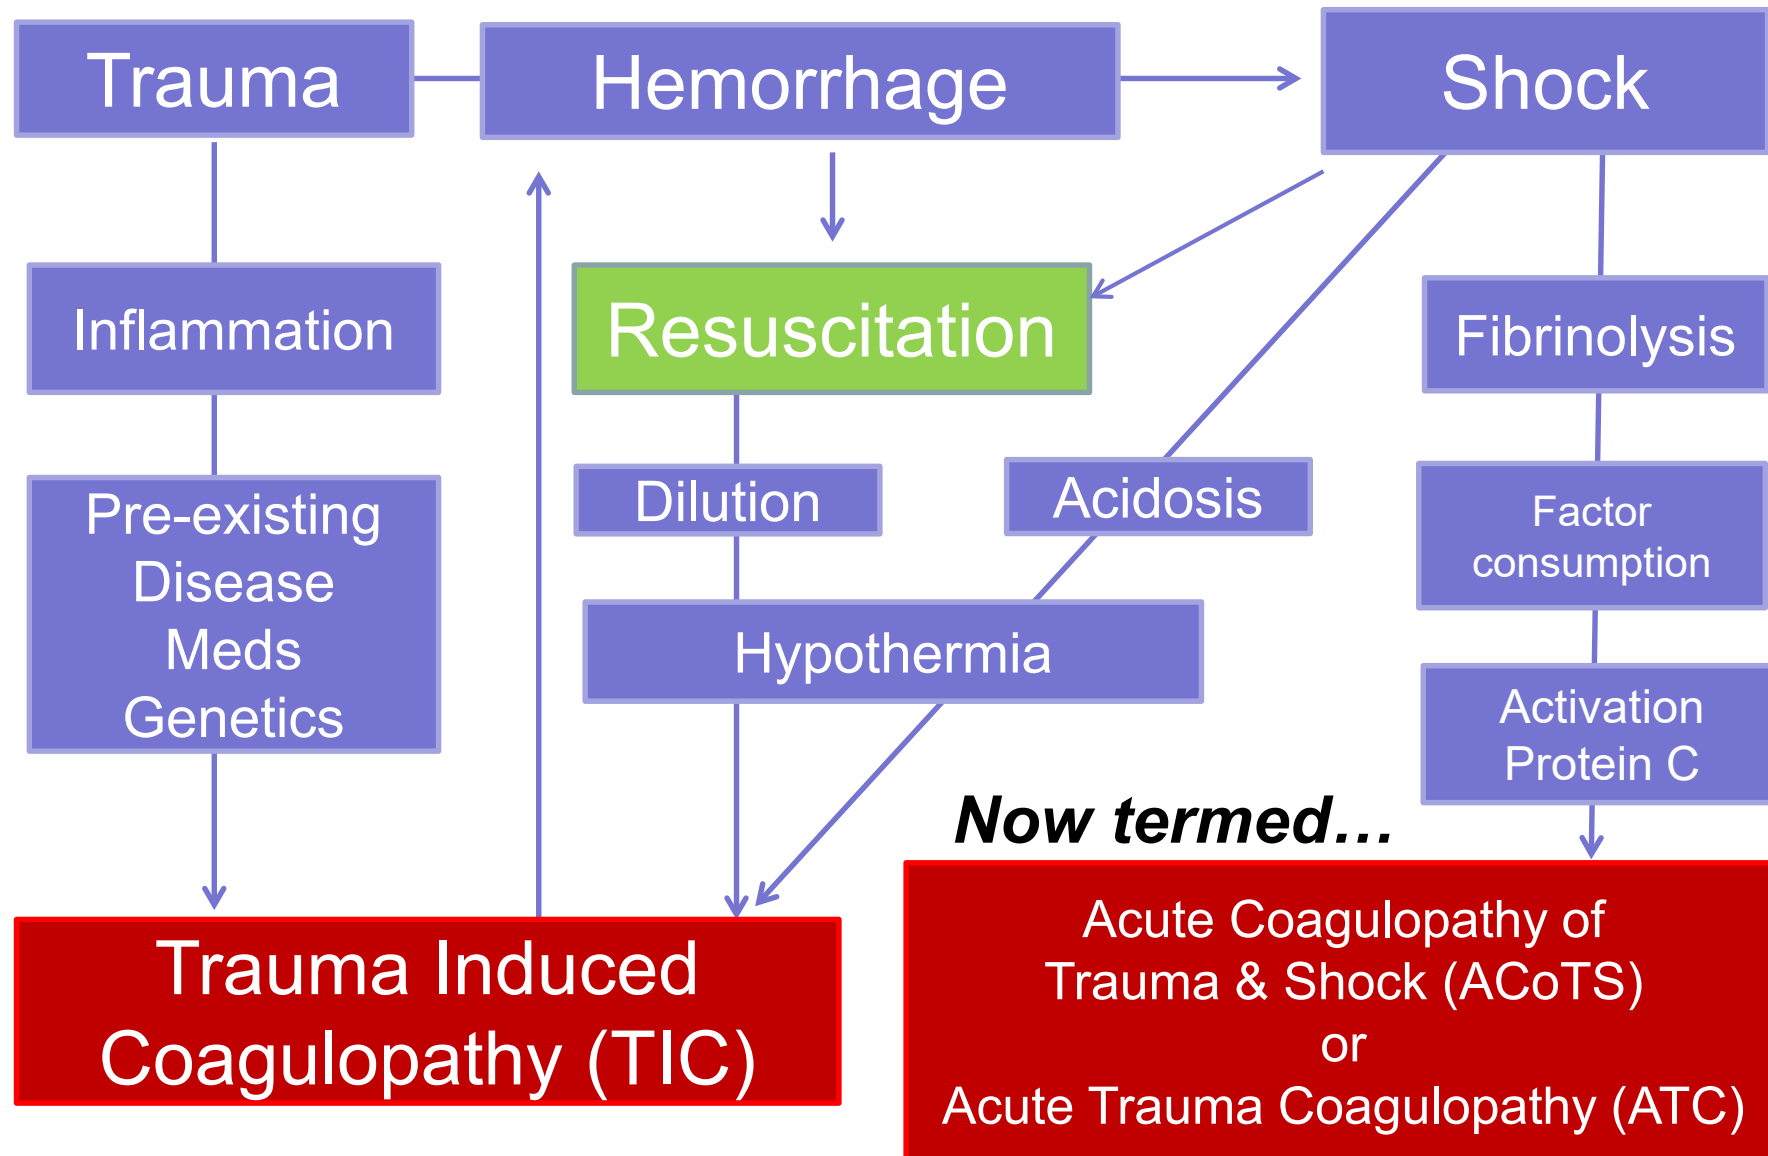 Trauma
Hemorrhage
Shock
Inflammation
Resuscitation
Fibrinolysis
Pre-existing
Disease
Meds
Genetics
Dilution
Acidosis
Factor
consumption
Hypothermia
Activation
Protein C
Now termed…
Trauma Induced
Coagulopathy (TIC)
Acute Coagulopathy of
Trauma & Shock (ACoTS)
or
Acute Trauma Coagulopathy (ATC)